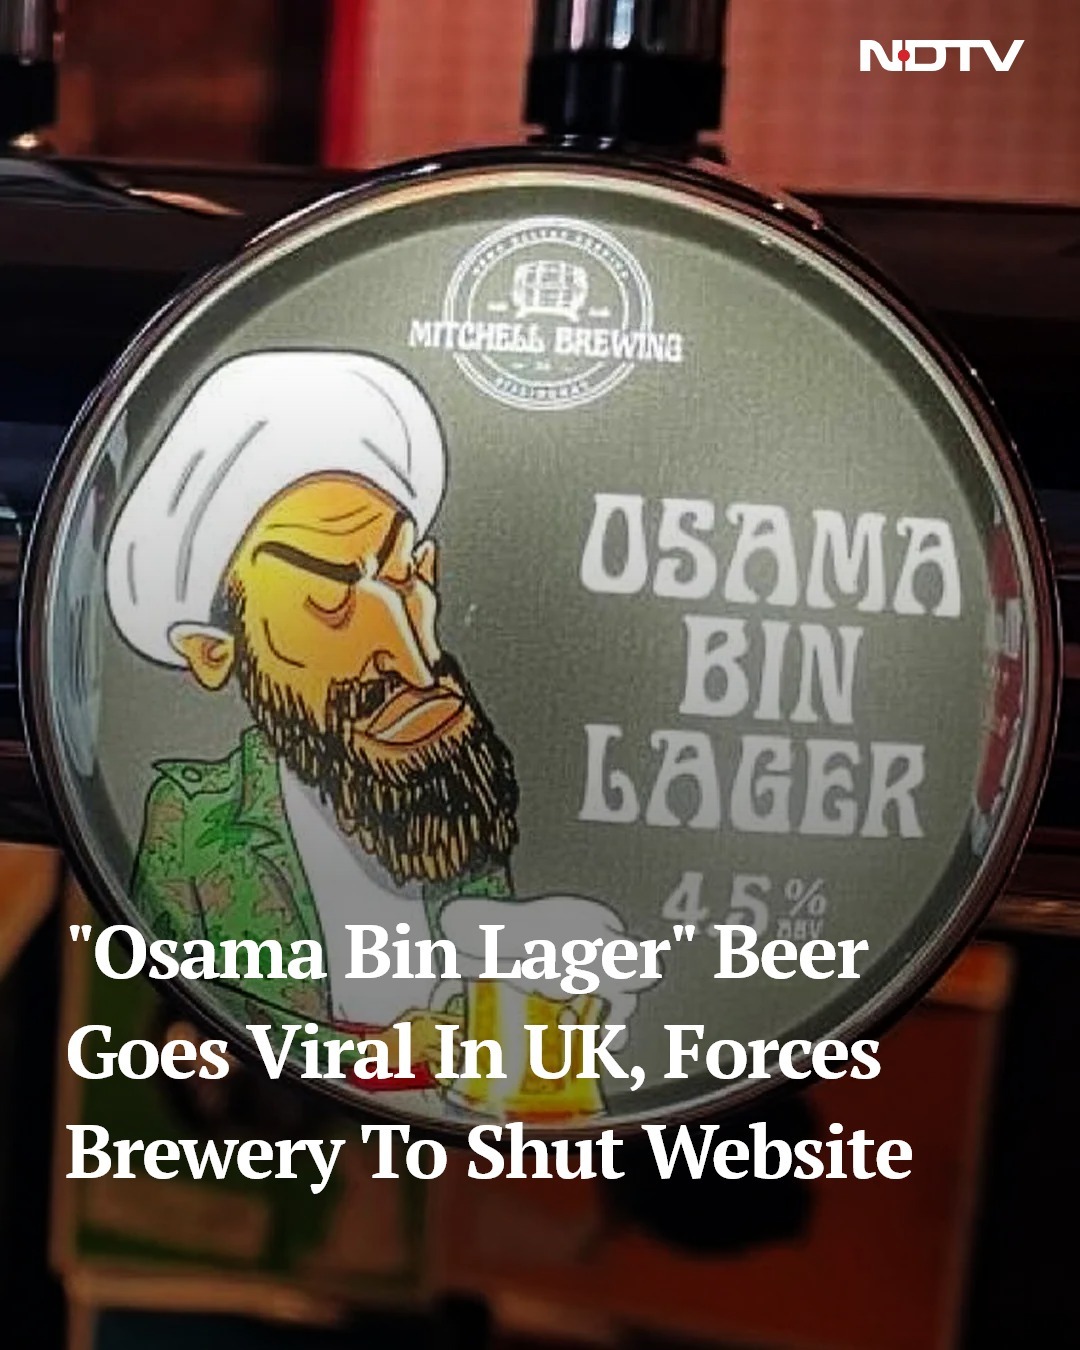 NDTV
MITCHELL BREWING
OSAMA
BIN
LAGER
4.5%
ABV
"Osama Bin Lager" Beer
Goes Viral In UK, Forces
Brewery To Shut Website